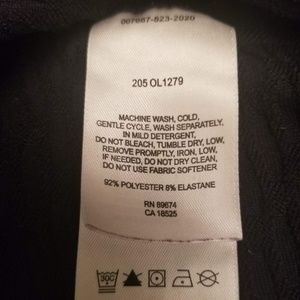 007667-823-2020
205 OL1279
MACHINE WASH, COLD,
GENTLE CYCLE, WASH SEPARATELY,
IN MILD DETERGENT,
DO NOT BLEACH, TUMBLE DRY, LOW,
REMOVE PROMPTLY, IRON, LOW,
IF NEEDED, DO NOT DRY CLEAN,
DO NOT USE FABRIC SOFTENER
92% POLYESTER 8% ELASTANE
RN 89674
CA 18525
30C